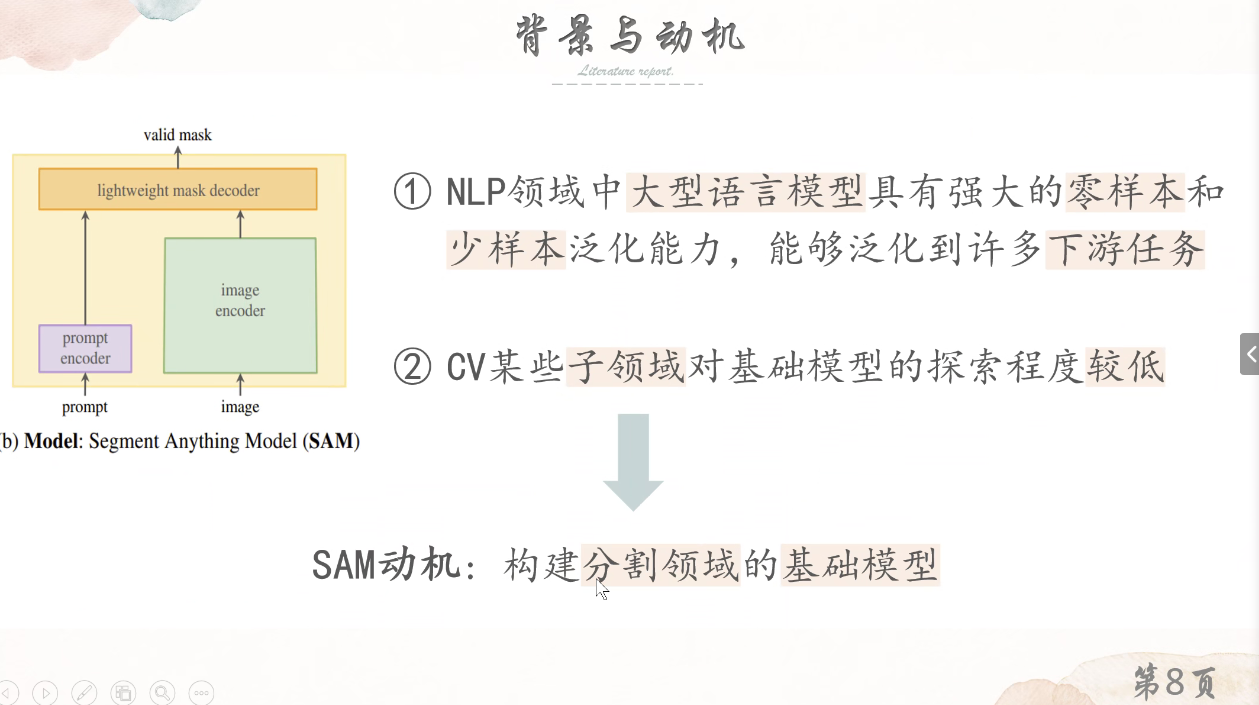 背景与动机
Literature report.
valid mask
lightweight mask decoder
image
encoder
prompt
encoder
prompt
image
b) Model: Segment Anything Model (SAM)
① NLP领域中大型语言模型具有强大的零样本和
少样本泛化能力，能够泛化到许多下游任务
② CV某些子领域对基础模型的探索程度较低
SAM动机：构建分割领域的基础模型
第8页